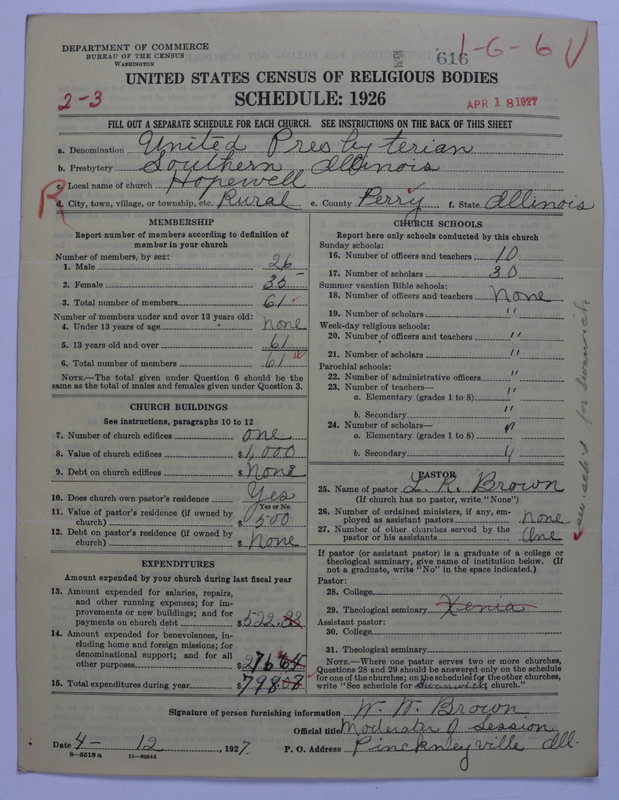 DEPARTMENT OF COMMERCE
BUREAU OF THE CENSUS
WASHINGTON
616
1-6-6 V
UNITED STATES CENSUS OF RELIGIOUS BODIES
2-3
SCHEDULE: 1926
APR 18 1927
FILL OUT A SEPARATE SCHEDULE FOR EACH CHURCH. SEE INSTRUCTIONS ON THE BACK OF THIS SHEET
a. Denomination United Presbyterian
b. Presbytery Southern Illinois
c. Local name of church Hopewell
R
d. City, town, village, or township, etc. Rural e. County Perry f. State Illinois
MEMBERSHIP
Report number of members according to definition of
member in your church
Number of members, by sex:
1. Male 26
2. Female 35
3. Total number of members 61
Number of members under and over 13 years old:
4. Under 13 years of age none
5. 13 years old and over 61
6. Total number of members 61
NOTE.—The total given under Question 6 should be the
same as the total of males and females given under Question 3.
CHURCH BUILDINGS
See instructions, paragraphs 10 to 12
7. Number of church edifices one
8. Value of church edifices $1,000
9. Debt on church edifices $ None
10. Does church own pastor's residence Yes
Yes or No
11. Value of pastor's residence (if owned by
church) $ 500
12. Debt on pastor's residence (if owned by
church) $ None
EXPENDITURES
Amount expended by your church during last fiscal year
13. Amount expended for salaries, repairs,
and other running expenses; for im-
provements or new buildings; and for
payments on church debt $522.
14. Amount expended for benevolences, in-
cluding home and foreign missions; for
denominational support; and for all
other purposes $276
15. Total expenditures during year $798
CHURCH SCHOOLS
Report here only schools conducted by this church
Sunday schools:
16. Number of officers and teachers 10
17. Number of scholars 30
Summer vacation Bible schools:
18. Number of officers and teachers None
19. Number of scholars "
Week-day religious schools:
20. Number of officers and teachers "
21. Number of scholars "
Parochial schools:
22. Number of administrative officers "
23. Number of teachers—
a. Elementary (grades 1 to 8) "
b. Secondary "
24. Number of scholars—
a. Elementary (grades 1 to 8) "
b. Secondary "
for Swanwick
PASTOR
25. Name of pastor L. R. Brown
(If church has no pastor, write "None")
26. Number of ordained ministers, if any, em-
ployed as assistant pastors none
27. Number of other churches served by the
pastor or his assistants One
If pastor (or assistant pastor) is a graduate of a college or
theological seminary, give name of institution below. (If
not a graduate, write "No" in the space indicated.)
Pastor:
28. College
29. Theological seminary Xenia
Assistant pastor:
30. College
31. Theological seminary
NOTE.—Where one pastor serves two or more churches,
Questions 28 and 29 should be answered only on the schedule
for one of the churches; on the schedules for the other churches,
write "See schedule for Swanwick church."
Signature of person furnishing information W. W. Brown
Official title Moderator of Session
Date 4 - 12, 1927. P. O. Address Pinckneyville Ill.
8-5518 a